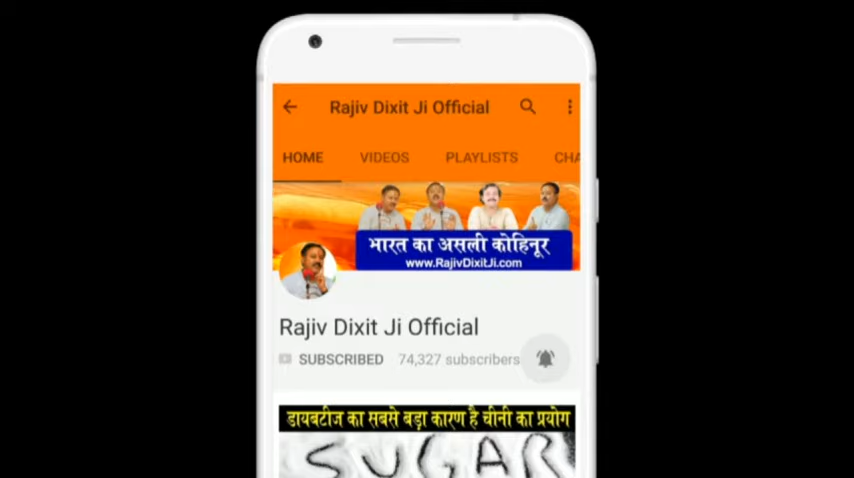 Rajiv Dixit Ji Official
HOME VIDEOS PLAYLISTS CHA
भारत का असली कोहिनूर
www.RajivDixitJi.com
Rajiv Dixit Ji Official
SUBSCRIBED 74,327 subscribers
डायबटीज का सबसे बड़ा कारण है चीनी का प्रयोग
SUGAR